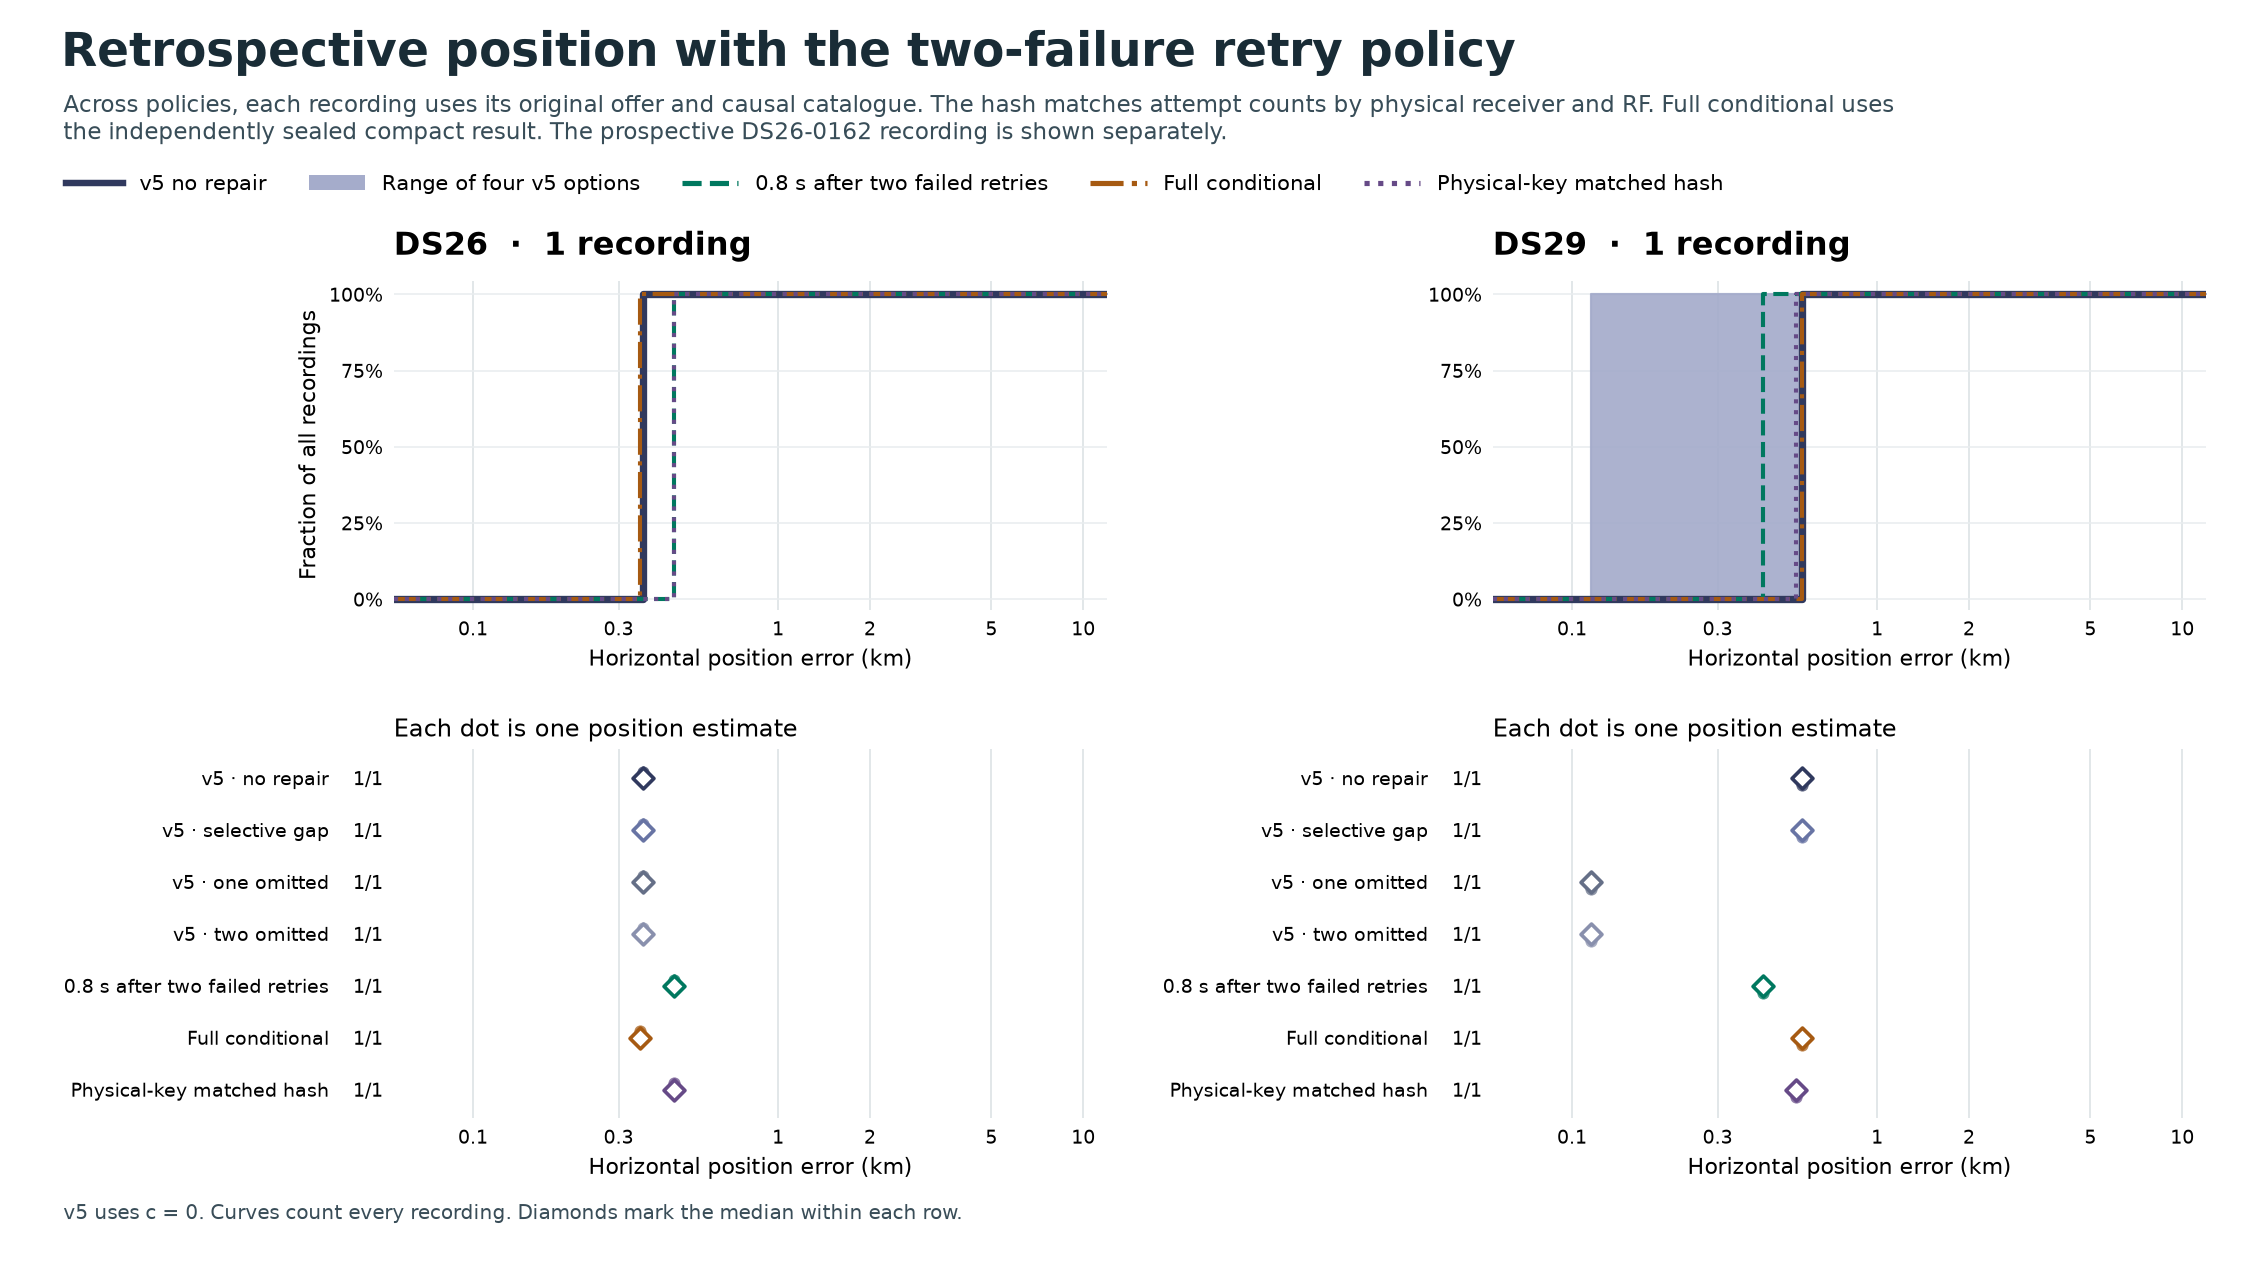 Retrospective position with the two-failure retry policy
Across policies, each recording uses its original offer and causal catalogue. The hash matches attempt counts by physical receiver and RF. Full conditional uses
the independently sealed compact result. The prospective DS26-0162 recording is shown separately.
v5 no repair
Range of four v5 options
0.8 s after two failed retries
Full conditional
Physical-key matched hash
DS26 · 1 recording
Fraction of all recordings
100%
75%
50%
25%
0%
0.1 0.3 1 2 5 10
Horizontal position error (km)
DS29 · 1 recording
100%
75%
50%
25%
0%
0.1 0.3 1 2 5 10
Horizontal position error (km)
Each dot is one position estimate
v5 · no repair 1/1
v5 · selective gap 1/1
v5 · one omitted 1/1
v5 · two omitted 1/1
0.8 s after two failed retries 1/1
Full conditional 1/1
Physical-key matched hash 1/1
0.1 0.3 1 2 5 10
Horizontal position error (km)
Each dot is one position estimate
v5 · no repair 1/1
v5 · selective gap 1/1
v5 · one omitted 1/1
v5 · two omitted 1/1
0.8 s after two failed retries 1/1
Full conditional 1/1
Physical-key matched hash 1/1
0.1 0.3 1 2 5 10
Horizontal position error (km)
v5 uses c = 0. Curves count every recording. Diamonds mark the median within each row.